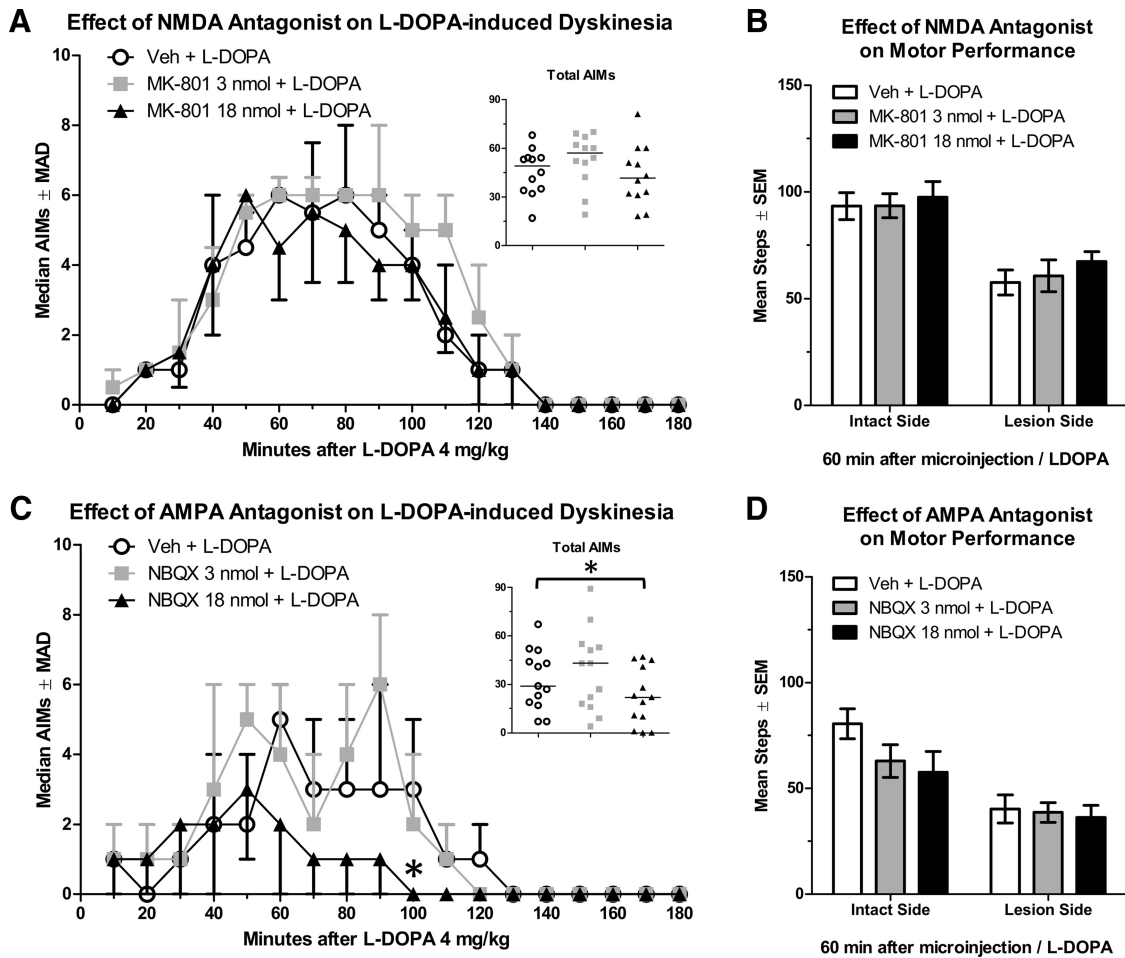 A
Effect of NMDA Antagonist on L-DOPA-induced Dyskinesia
Median AIMs ± MAD
10
8
6
4
2
0
Veh + L-DOPA
MK-801 3 nmol + L-DOPA
MK-801 18 nmol + L-DOPA
Total AIMs
90
60
30
0
0 20 40 60 80 100 120 140 160 180
Minutes after L-DOPA 4 mg/kg
B
Effect of NMDA Antagonist
on Motor Performance
Mean Steps ± SEM
150
100
50
0
Veh + L-DOPA
MK-801 3 nmol + L-DOPA
MK-801 18 nmol + L-DOPA
Intact Side Lesion Side
60 min after microinjection / LDOPA
C
Effect of AMPA Antagonist on L-DOPA-induced Dyskinesia
Median AIMs ± MAD
10
8
6
4
2
0
Veh + L-DOPA
NBQX 3 nmol + L-DOPA
NBQX 18 nmol + L-DOPA
Total AIMs
*
90
60
30
0
*
0 20 40 60 80 100 120 140 160 180
Minutes after L-DOPA 4 mg/kg
D
Effect of AMPA Antagonist
on Motor Performance
Mean Steps ± SEM
150
100
50
0
Veh + L-DOPA
NBQX 3 nmol + L-DOPA
NBQX 18 nmol + L-DOPA
Intact Side Lesion Side
60 min after microinjection / L-DOPA